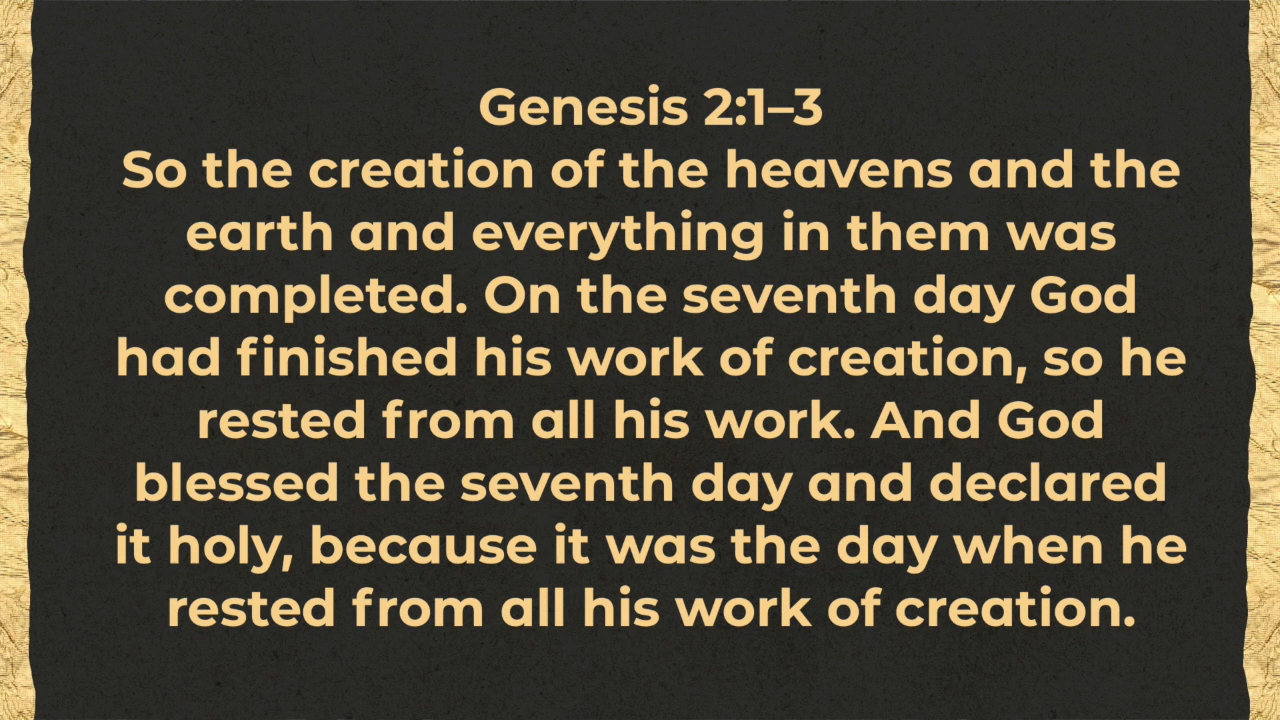 Genesis 2:1–3
So the creation of the heavens and the
earth and everything in them was
completed. On the seventh day God
had finished his work of creation, so he
rested from all his work. And God
blessed the seventh day and declared
it holy, because it was the day when he
rested from all his work of creation.